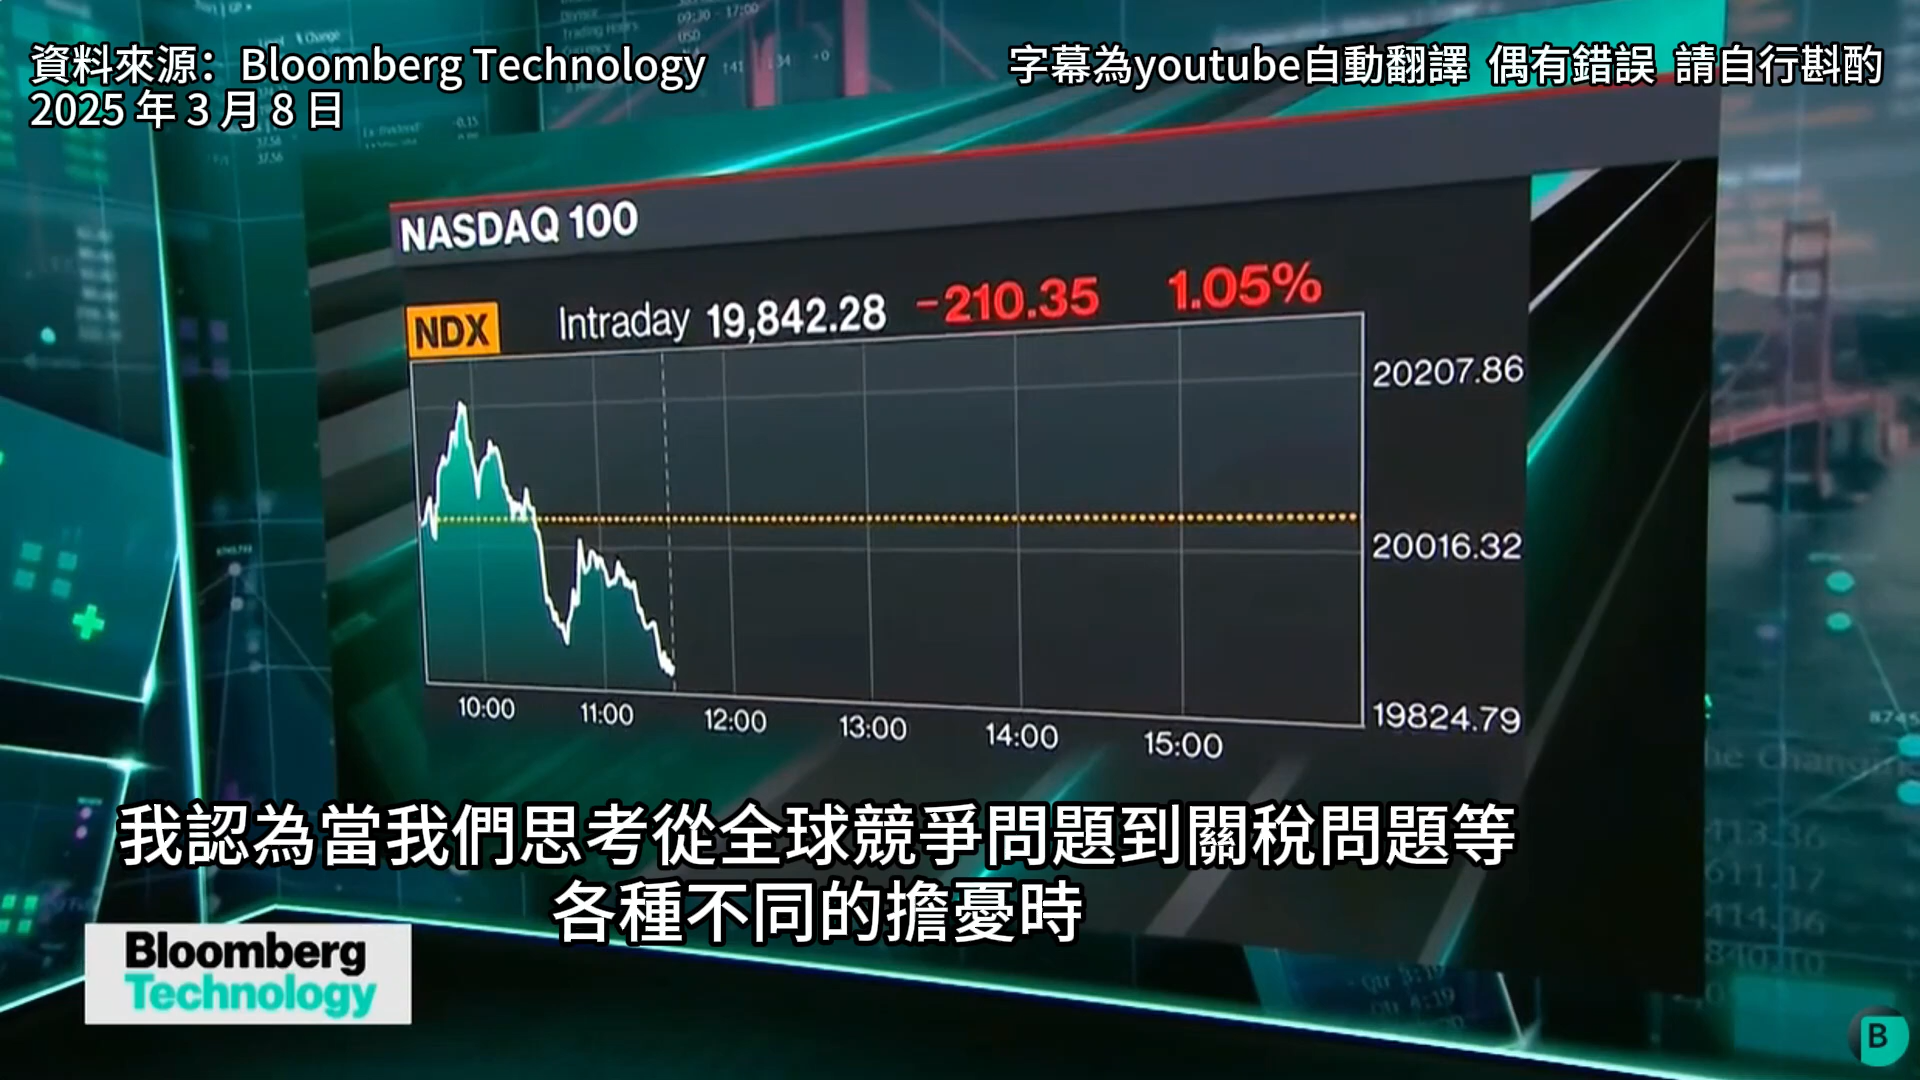 資料來源：Bloomberg Technology
2025 年 3 月 8 日
字幕為youtube自動翻譯 偶有錯誤 請自行斟酌
NASDAQ 100
NDX
Intraday 19,842.28 -210.35 1.05%
20207.86
20016.32
19824.79
10:00 11:00 12:00 13:00 14:00 15:00
我認為當我們思考從全球競爭問題到關稅問題等
各種不同的擔憂時
Bloomberg
Technology
B